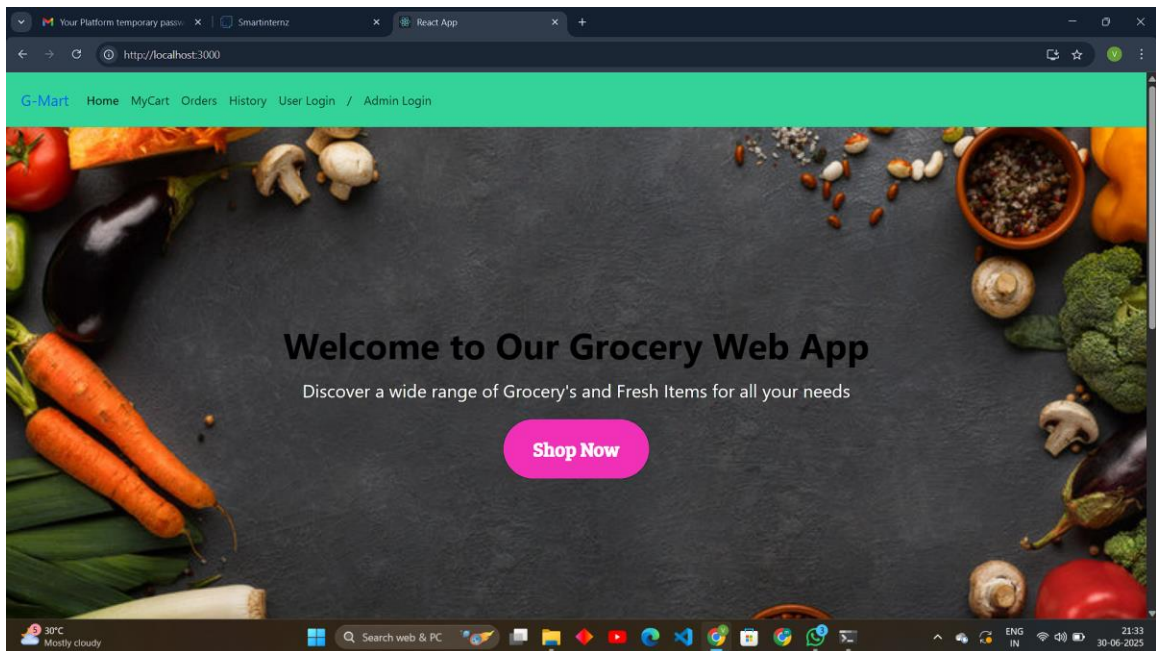 Your Platform temporary passw
Smartinternz
React App
http://localhost:3000
V
G-Mart Home MyCart Orders History User Login / Admin Login
Welcome to Our Grocery Web App
Discover a wide range of Grocery's and Fresh Items for all your needs
Shop Now
5
30°C
Mostly cloudy
Search web & PC
3
ENG
IN
21:33
30-06-2025